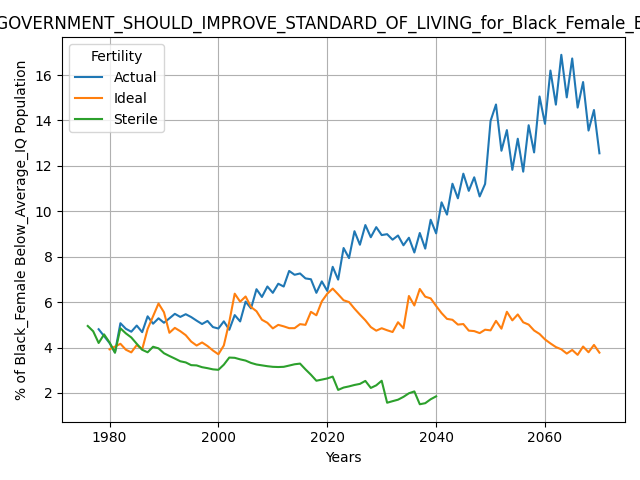 GOVERNMENT_SHOULD_IMPROVE_STANDARD_OF_LIVING_for_Black_Female_
Fertility
Actual
Ideal
Sterile
% of Black_Female Below_Average_IQ Population
16
14
12
10
8
6
4
2
1980 2000 2020 2040 2060
Years